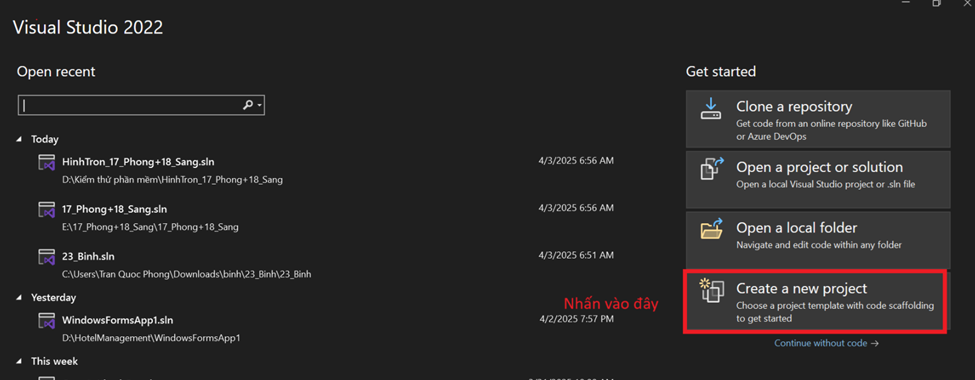 Visual Studio 2022
Open recent
Today
HinhTron_17_Phong+18_Sang.sln
4/3/2025 6:56 AM
D:\Kiểm thử phần mềm\HinhTron_17_Phong+18_Sang
17_Phong+18_Sang.sln
4/3/2025 6:56 AM
E:\17_Phong+18_Sang\17_Phong+18_Sang
23_Binh.sln
4/3/2025 6:51 AM
C:\Users\Tran Quoc Phong\Downloads\binh\23_Binh\23_Binh
Yesterday
WindowsFormsApp1.sln
4/2/2025 7:57 PM
D:\HotelManagement\WindowsFormsApp1
This week
Get started
Clone a repository
Get code from an online repository like GitHub
or Azure DevOps
Open a project or solution
Open a local Visual Studio project or .sln file
Open a local folder
Navigate and edit code within any folder
Nhấn vào đây
Create a new project
Choose a project template with code scaffolding
to get started
Continue without code →